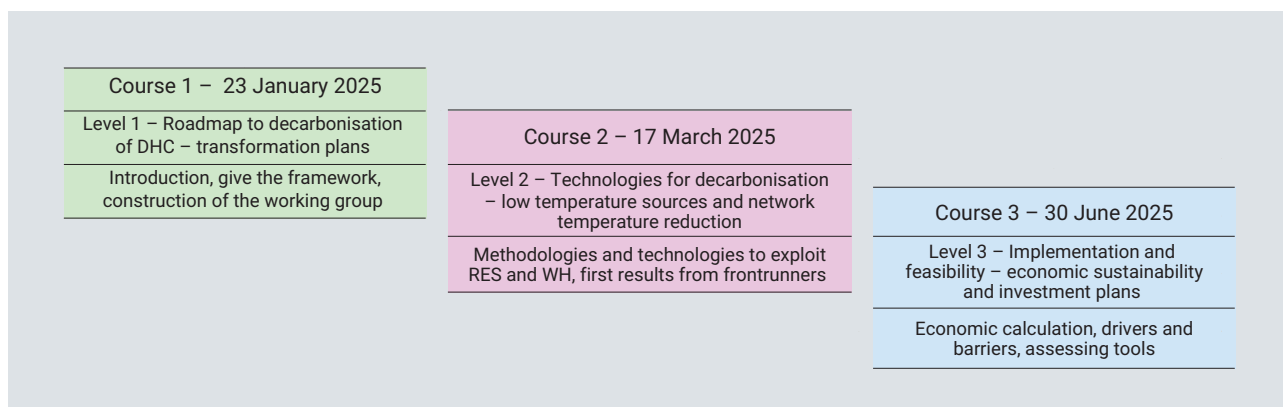 Course 1 – 23 January 2025
Level 1 – Roadmap to decarbonisation
of DHC – transformation plans
Introduction, give the framework,
construction of the working group
Course 2 – 17 March 2025
Level 2 – Technologies for decarbonisation
– low temperature sources and network
temperature reduction
Methodologies and technologies to exploit
RES and WH, first results from frontrunners
Course 3 – 30 June 2025
Level 3 – Implementation and
feasibility – economic sustainability
and investment plans
Economic calculation, drivers and
barriers, assessing tools